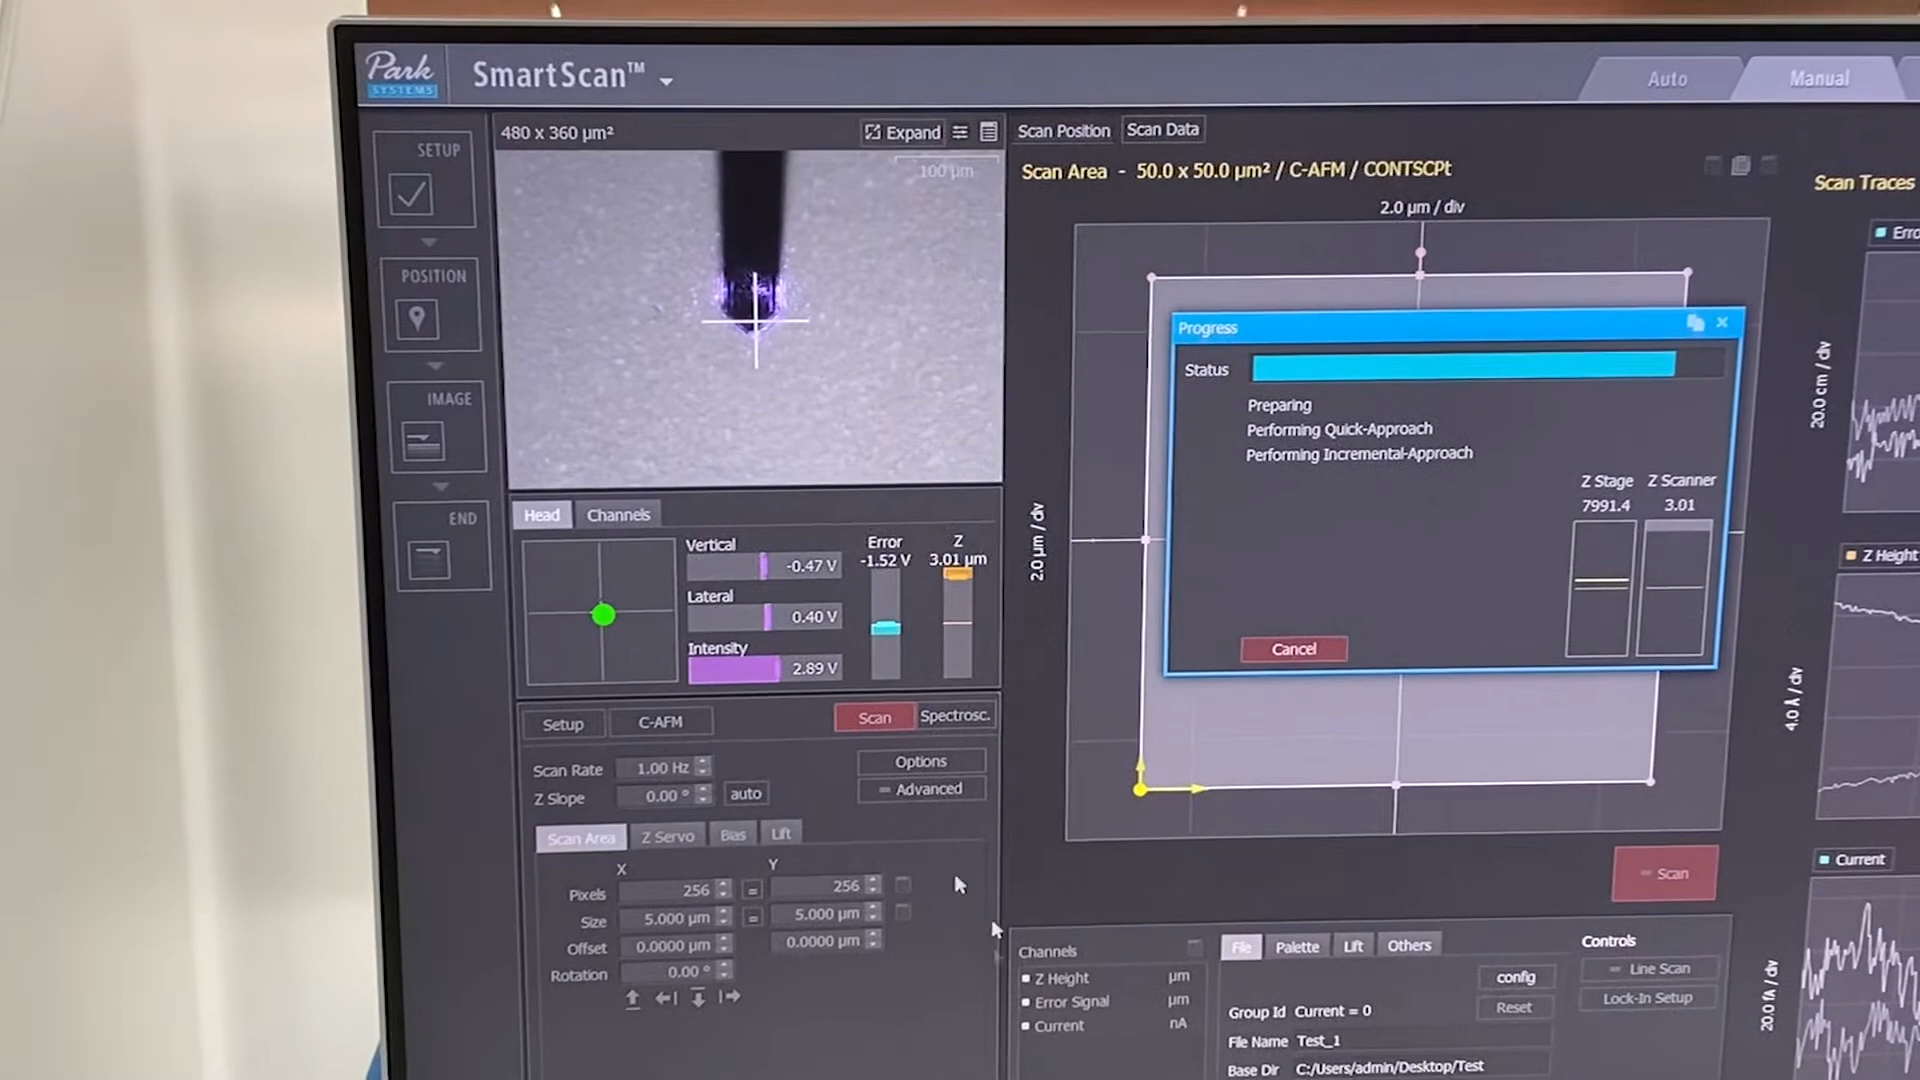 Park
SYSTEMS
SmartScan™
Auto
Manual
SETUP
POSITION
IMAGE
END
480 x 360 µm²
Expand
100 µm
Scan Position
Scan Data
Scan Area - 50.0 x 50.0 µm² / C-AFM / CONTSCPt
2.0 µm / div
2.0 µm / div
Progress
Status
Preparing
Performing Quick-Approach
Performing Incremental-Approach
Z Stage
Z Scanner
7991.4
3.01
Cancel
Head
Channels
Vertical
-0.47 V
Lateral
0.40 V
Intensity
2.89 V
Error
-1.52 V
Z
3.01 µm
Setup
C-AFM
Scan
Spectrosc.
Scan Rate
1.00 Hz
Z Slope
0.00 °
auto
Options
Advanced
Scan Area
Z Servo
Bias
Lift
X
Y
Pixels
256
=
256
Size
5.000 µm
=
5.000 µm
Offset
0.0000 µm
0.0000 µm
Rotation
0.00 °
Scan
Channels
Z Height µm
Error Signal µm
Current nA
File
Palette
Lift
Others
config
Reset
Group Id Current = 0
File Name Test_1
Base Dir C:/Users/admin/Desktop/Test
Controls
Line Scan
Lock-In Setup
Scan Traces
20.0 cm / div
Z Height
4.0 Å / div
Current
20.0 fA / div